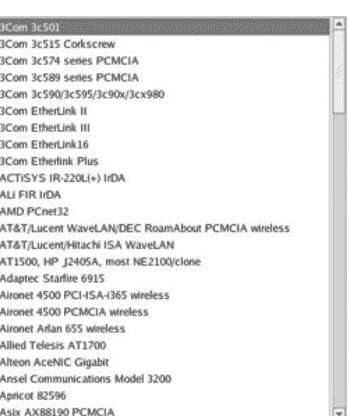 3Com 3c501
3Com 3c515 Corkscrew
3Com 3c574 series PCMCIA
3Com 3c589 series PCMCIA
3Com 3c590/3c595/3c90x/3cx980
3Com EtherLink II
3Com EtherLink III
3Com EtherLink16
3Com Etherlink Plus
ACTiSYS IR-220L(+) IrDA
ALi FIR IrDA
AMD PCnet32
AT&T/Lucent WaveLAN/DEC RoamAbout PCMCIA wireless
AT&T/Lucent/Hitachi ISA WaveLAN
AT1500, HP J2405A, most NE2100/clone
Adaptec Starfire 6915
Aironet 4500 PCI-ISA-i365 wireless
Aironet 4500 PCMCIA wireless
Aironet Arlan 655 wireless
Allied Telesis AT1700
Alteon AceNIC Gigabit
Ansel Communications Model 3200
Apricot 82596
Asix AX88190 PCMCIA